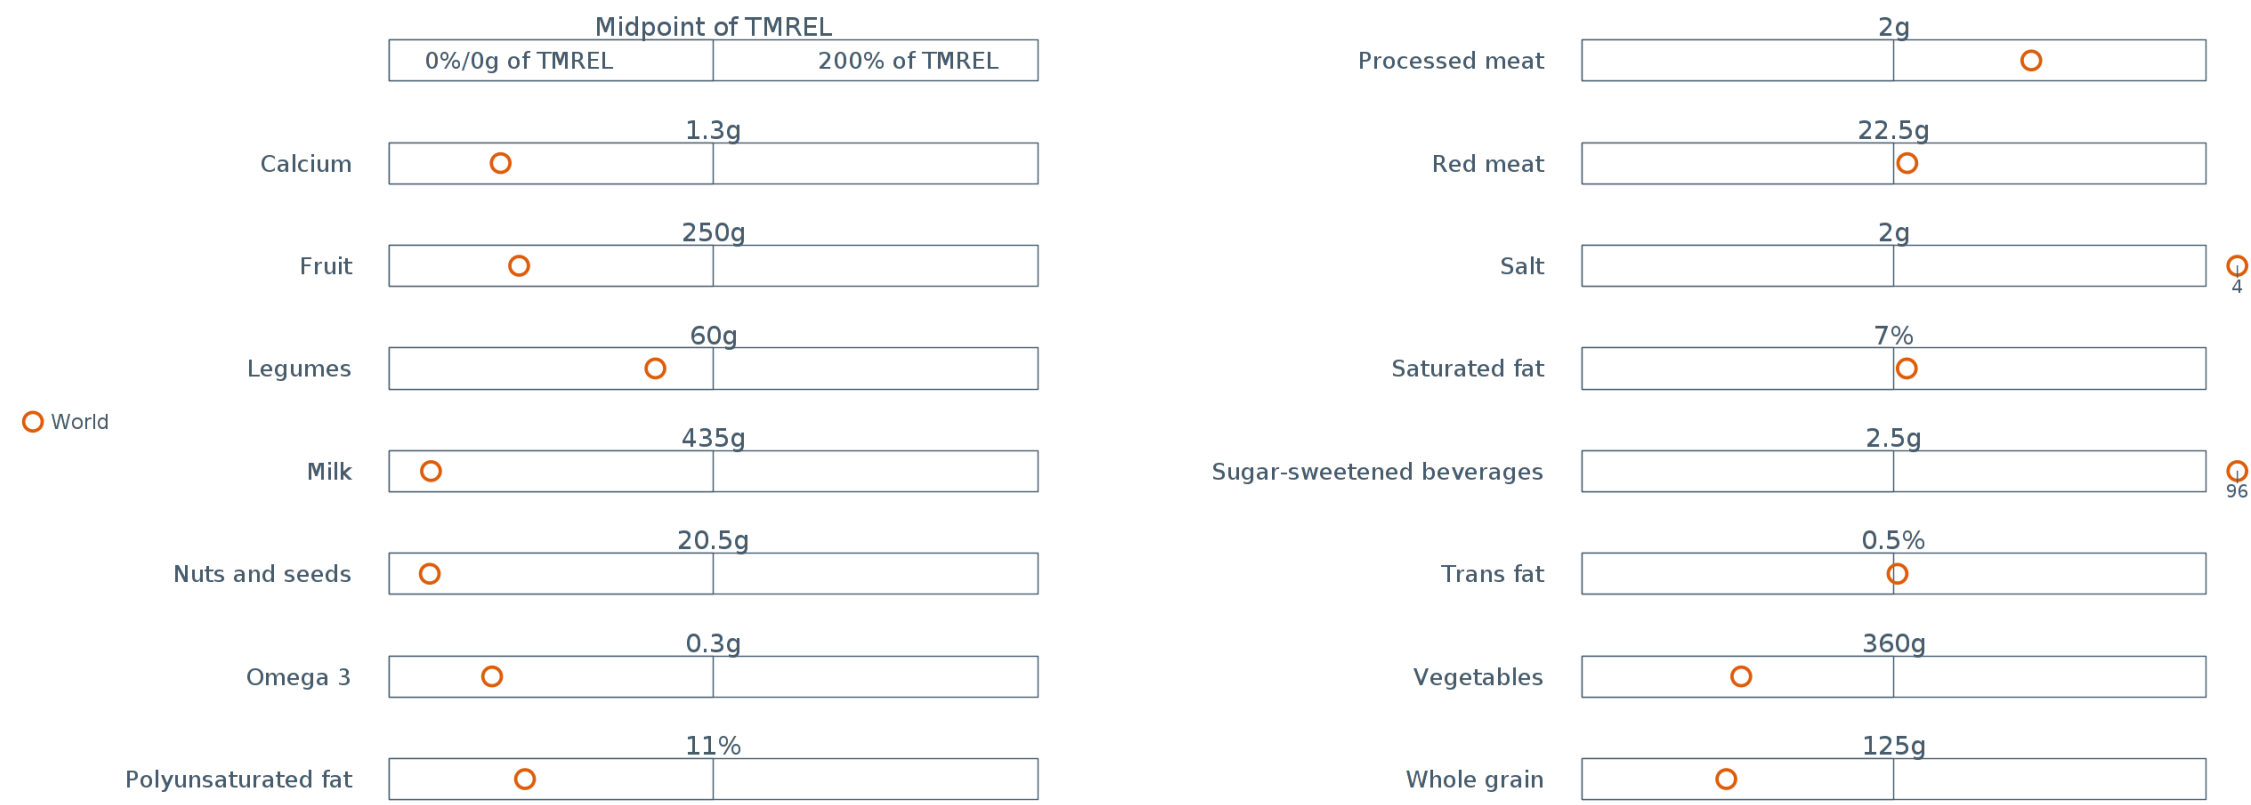 Midpoint of TMREL
0%/0g of TMREL 200% of TMREL
Calcium 1.3g
Fruit 250g
Legumes 60g
World
Milk 435g
Nuts and seeds 20.5g
Omega 3 0.3g
Polyunsaturated fat 11%
Processed meat 2g
Red meat 22.5g
Salt 2g
4
Saturated fat 7%
Sugar-sweetened beverages 2.5g
96
Trans fat 0.5%
Vegetables 360g
Whole grain 125g